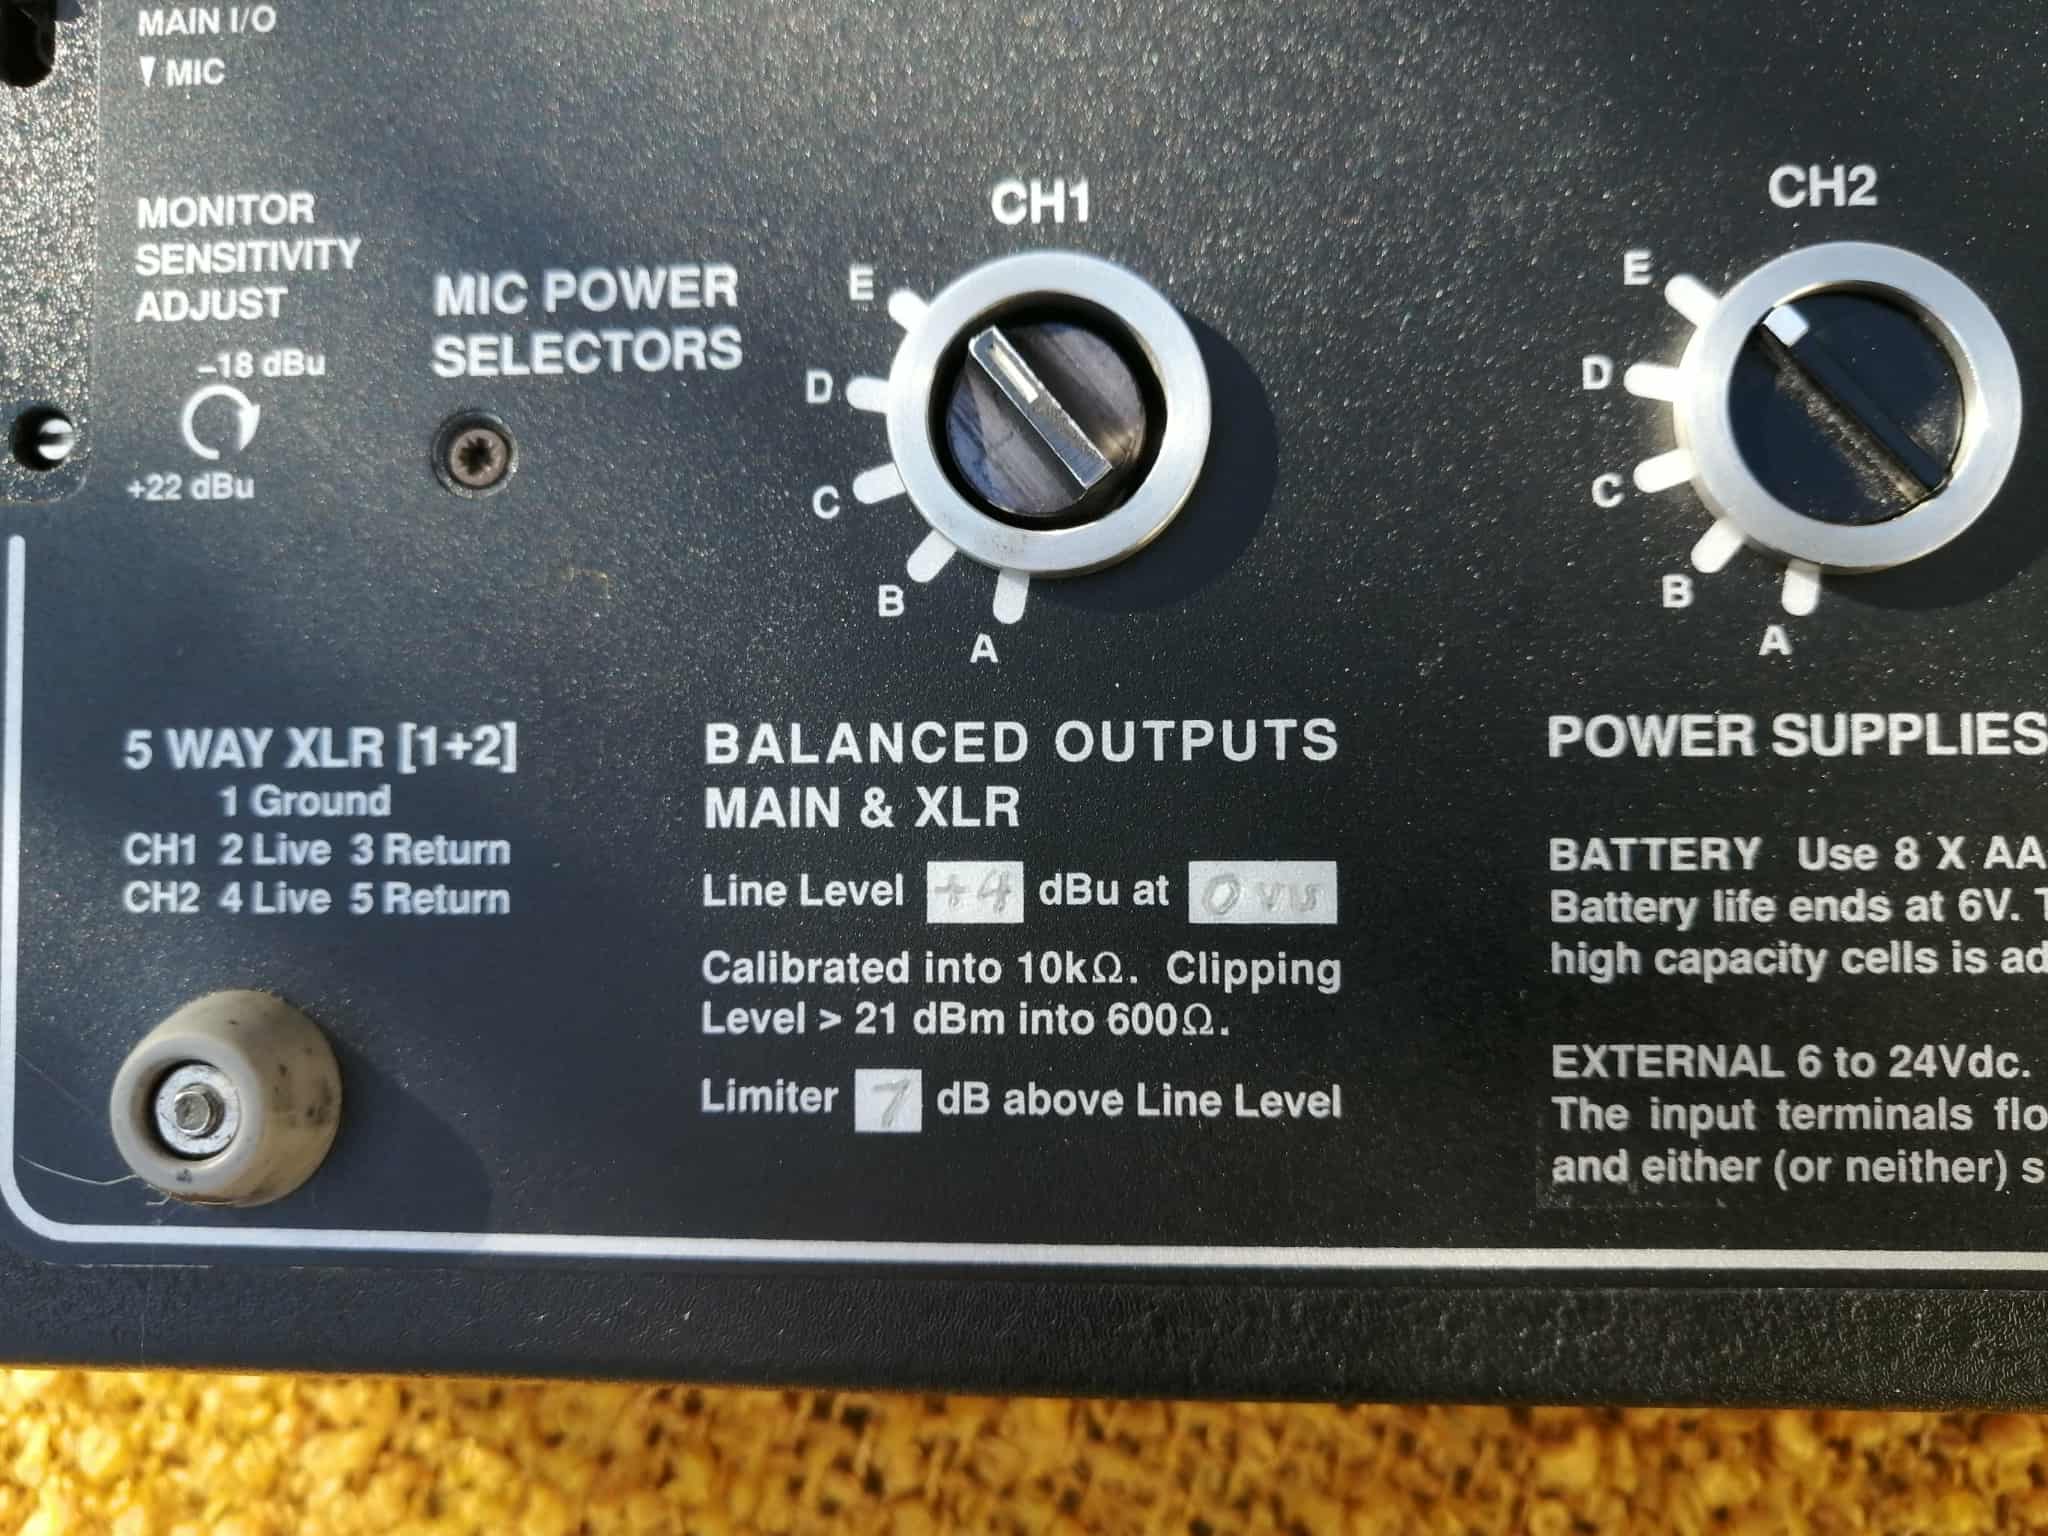 MAIN I/O
▼ MIC
MONITOR
SENSITIVITY
ADJUST
–18 dBu
+22 dBu
MIC POWER
SELECTORS
CH1
E
D
C
B
A
CH2
E
D
C
B
A
5 WAY XLR [1+2]
1 Ground
CH1 2 Live 3 Return
CH2 4 Live 5 Return
BALANCED OUTPUTS
MAIN & XLR
Line Level +4 dBu at 0 vu
Calibrated into 10kΩ. Clipping
Level > 21 dBm into 600Ω.
Limiter 7 dB above Line Level
POWER SUPPLIES
BATTERY Use 8 X AA
Battery life ends at 6V.
high capacity cells is
EXTERNAL 6 to 24Vdc.
The input terminals
and either (or neither)